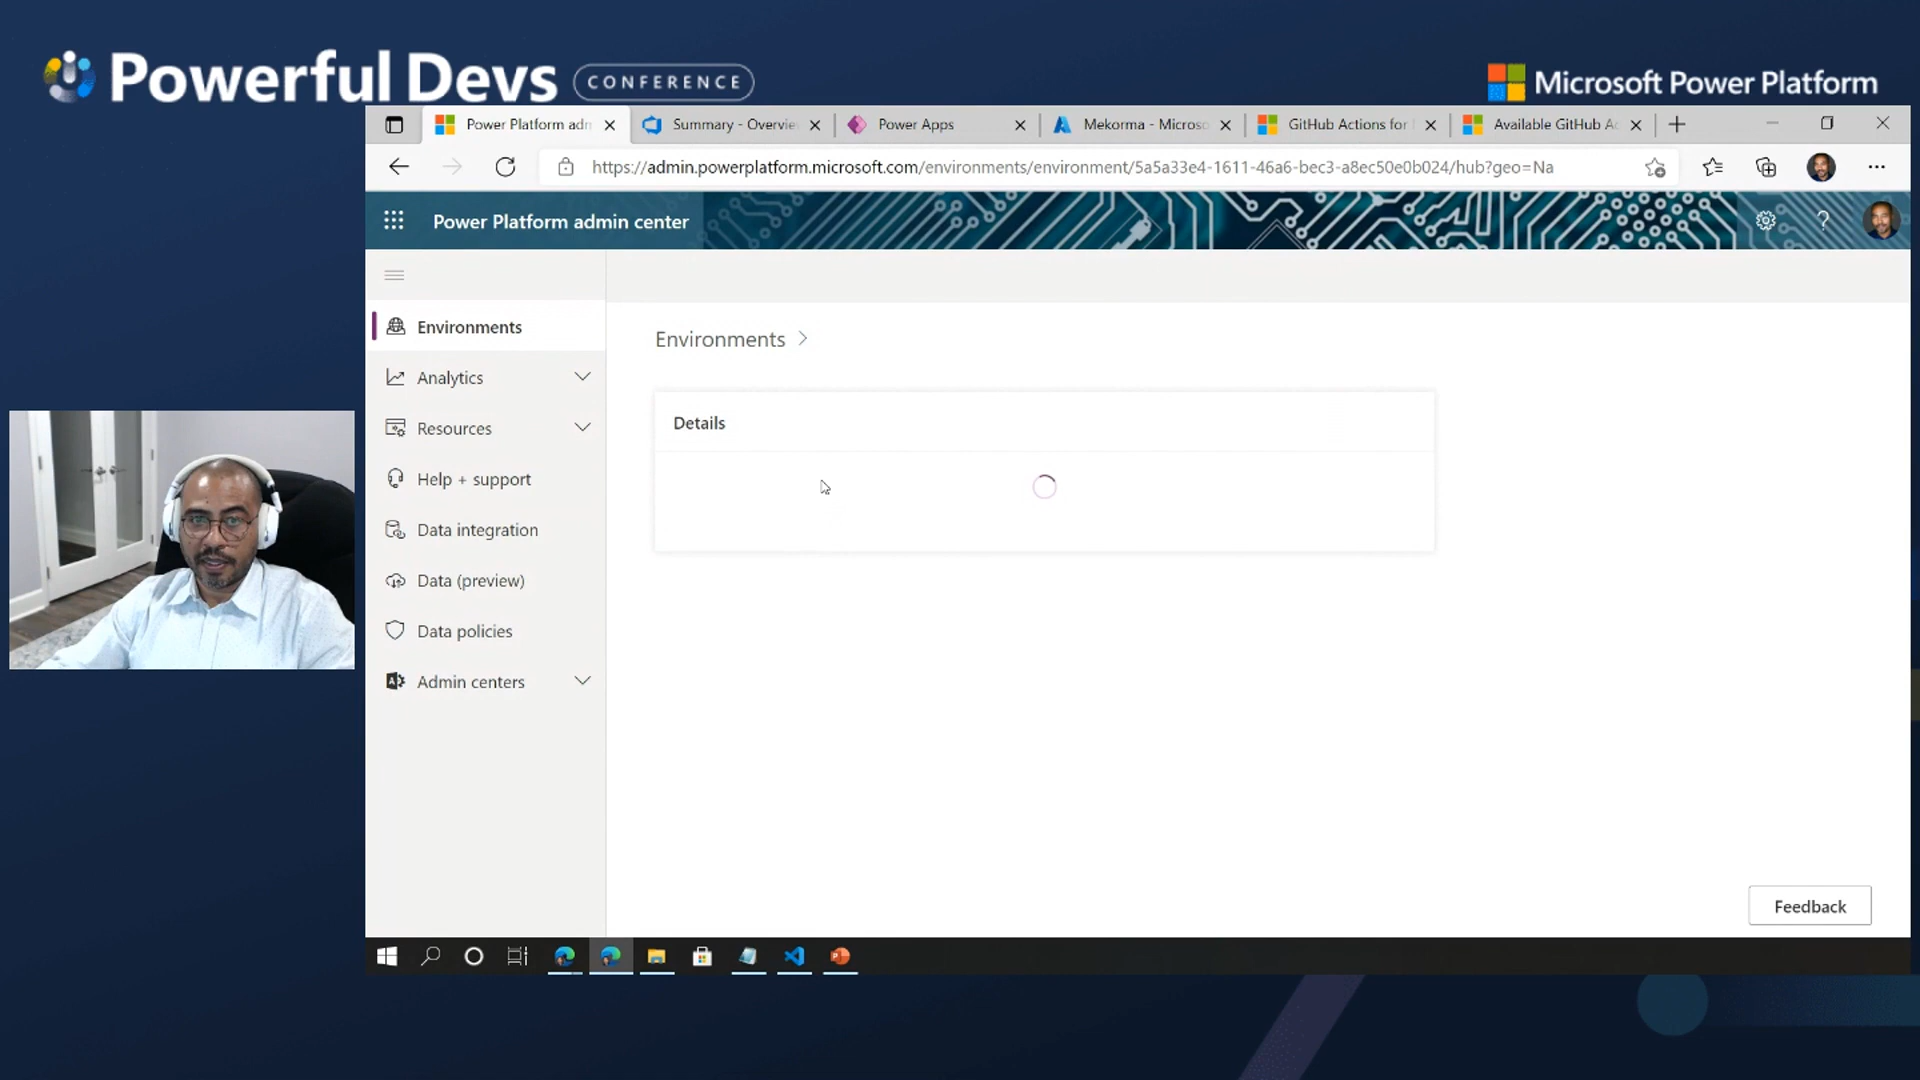 Powerful Devs CONFERENCE
Microsoft Power Platform
Power Platform adm
Summary - Overvie
Power Apps
Mekorma - Microso
GitHub Actions for
Available GitHub Ac
https://admin.powerplatform.microsoft.com/environments/environment/5a5a33e4-1611-46a6-bec3-a8ec50e0b024/hub?geo=Na
Power Platform admin center
Environments
Analytics
Resources
Help + support
Data integration
Data (preview)
Data policies
Admin centers
Environments >
Details
Feedback